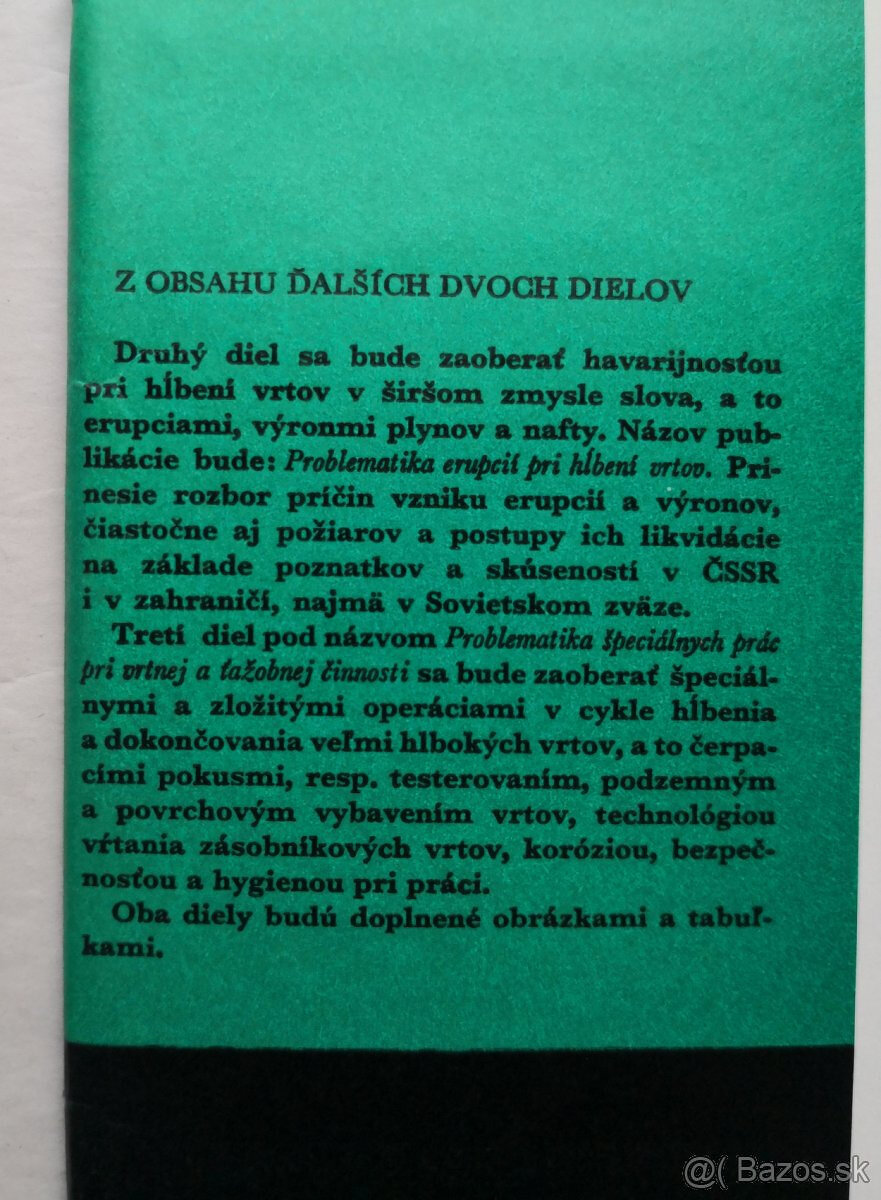 Z OBSAHU ĎALŠÍCH DVOCH DIELOV
Druhý diel sa bude zaoberať havarijnosťou
pri hĺbení vrtov v širšom zmysle slova, a to
erupciami, výronmi plynov a nafty. Názov pub-
likácie bude: Problematika erupcií pri hĺbení vrtov. Pri-
nesie rozbor príčin vzniku erupcií a výronov,
čiastočne aj požiarov a postupy ich likvidácie
na základe poznatkov a skúseností v ČSSR
i v zahraničí, najmä v Sovietskom zväze.
Tretí diel pod názvom Problematika špeciálnych prác
pri vrtnej a ťažobnej činnosti sa bude zaoberať špeciál-
nymi a zložitými operáciami v cykle hĺbenia
a dokončovania veľmi hlbokých vrtov, a to čerpa-
cími pokusmi, resp. testerovaním, podzemným
a povrchovým vybavením vrtov, technológiou
vŕtania zásobníkových vrtov, koróziou, bezpeč-
nosťou a hygienou pri práci.
Oba diely budú doplnené obrázkami a tabuľ-
kami.
@( Bazos.sk